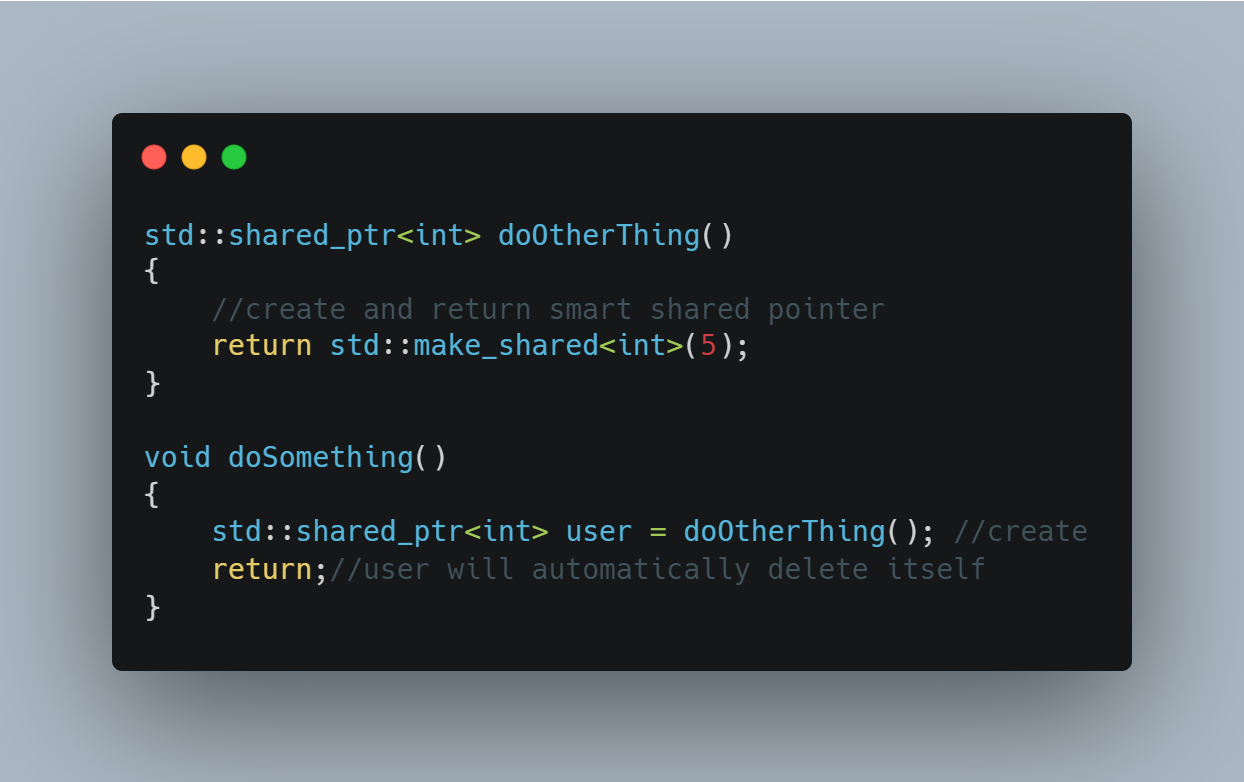 std::shared_ptr<int> doOtherThing()
{
    //create and return smart shared pointer
    return std::make_shared<int>(5);
}

void doSomething()
{
    std::shared_ptr<int> user = doOtherThing(); //create
    return;//user will automatically delete itself
}